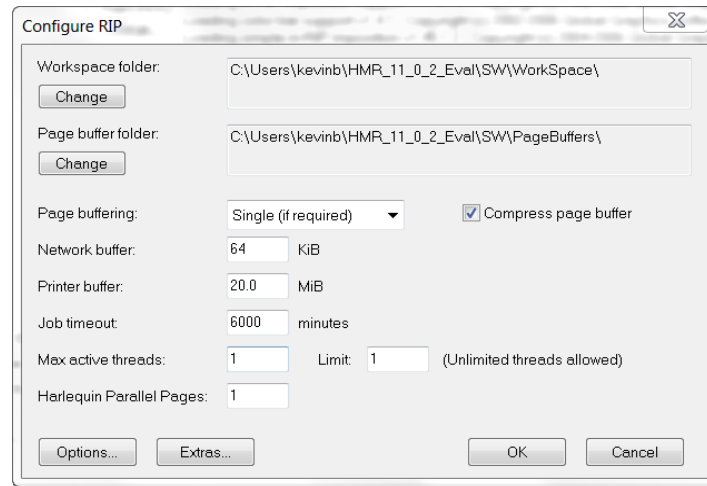 Configure RIP
Workspace folder:
C:\Users\kevinb\HMR_11_0_2_Eval\SW\WorkSpace\
Change
Page buffer folder:
C:\Users\kevinb\HMR_11_0_2_Eval\SW\PageBuffers\
Change
Page buffering: Single (if required) Compress page buffer
Network buffer: 64 KiB
Printer buffer: 20.0 MiB
Job timeout: 6000 minutes
Max active threads: 1 Limit: 1 (Unlimited threads allowed)
Harlequin Parallel Pages: 1
Options... Extras... OK Cancel